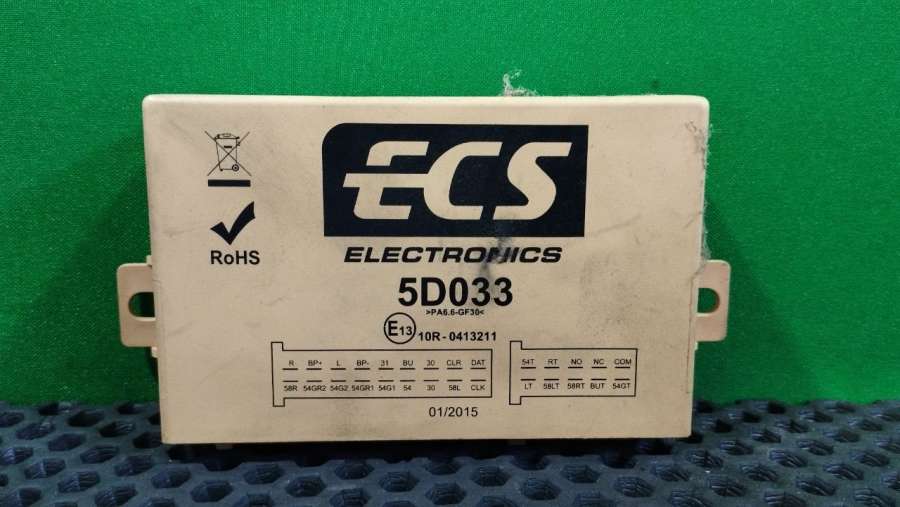 ECS
ELECTRONICS
RoHS
5D033
>PA6.6-GF30<
E13 10R-0413211
R BP+ L BP- 31 BU 30 CLR DAT
58R 54GR2 54G2 54GR1 54G1 54 30 58L CLK
54T RT NO NC COM
LT 58LT 58RT BUT 54GT
01/2015